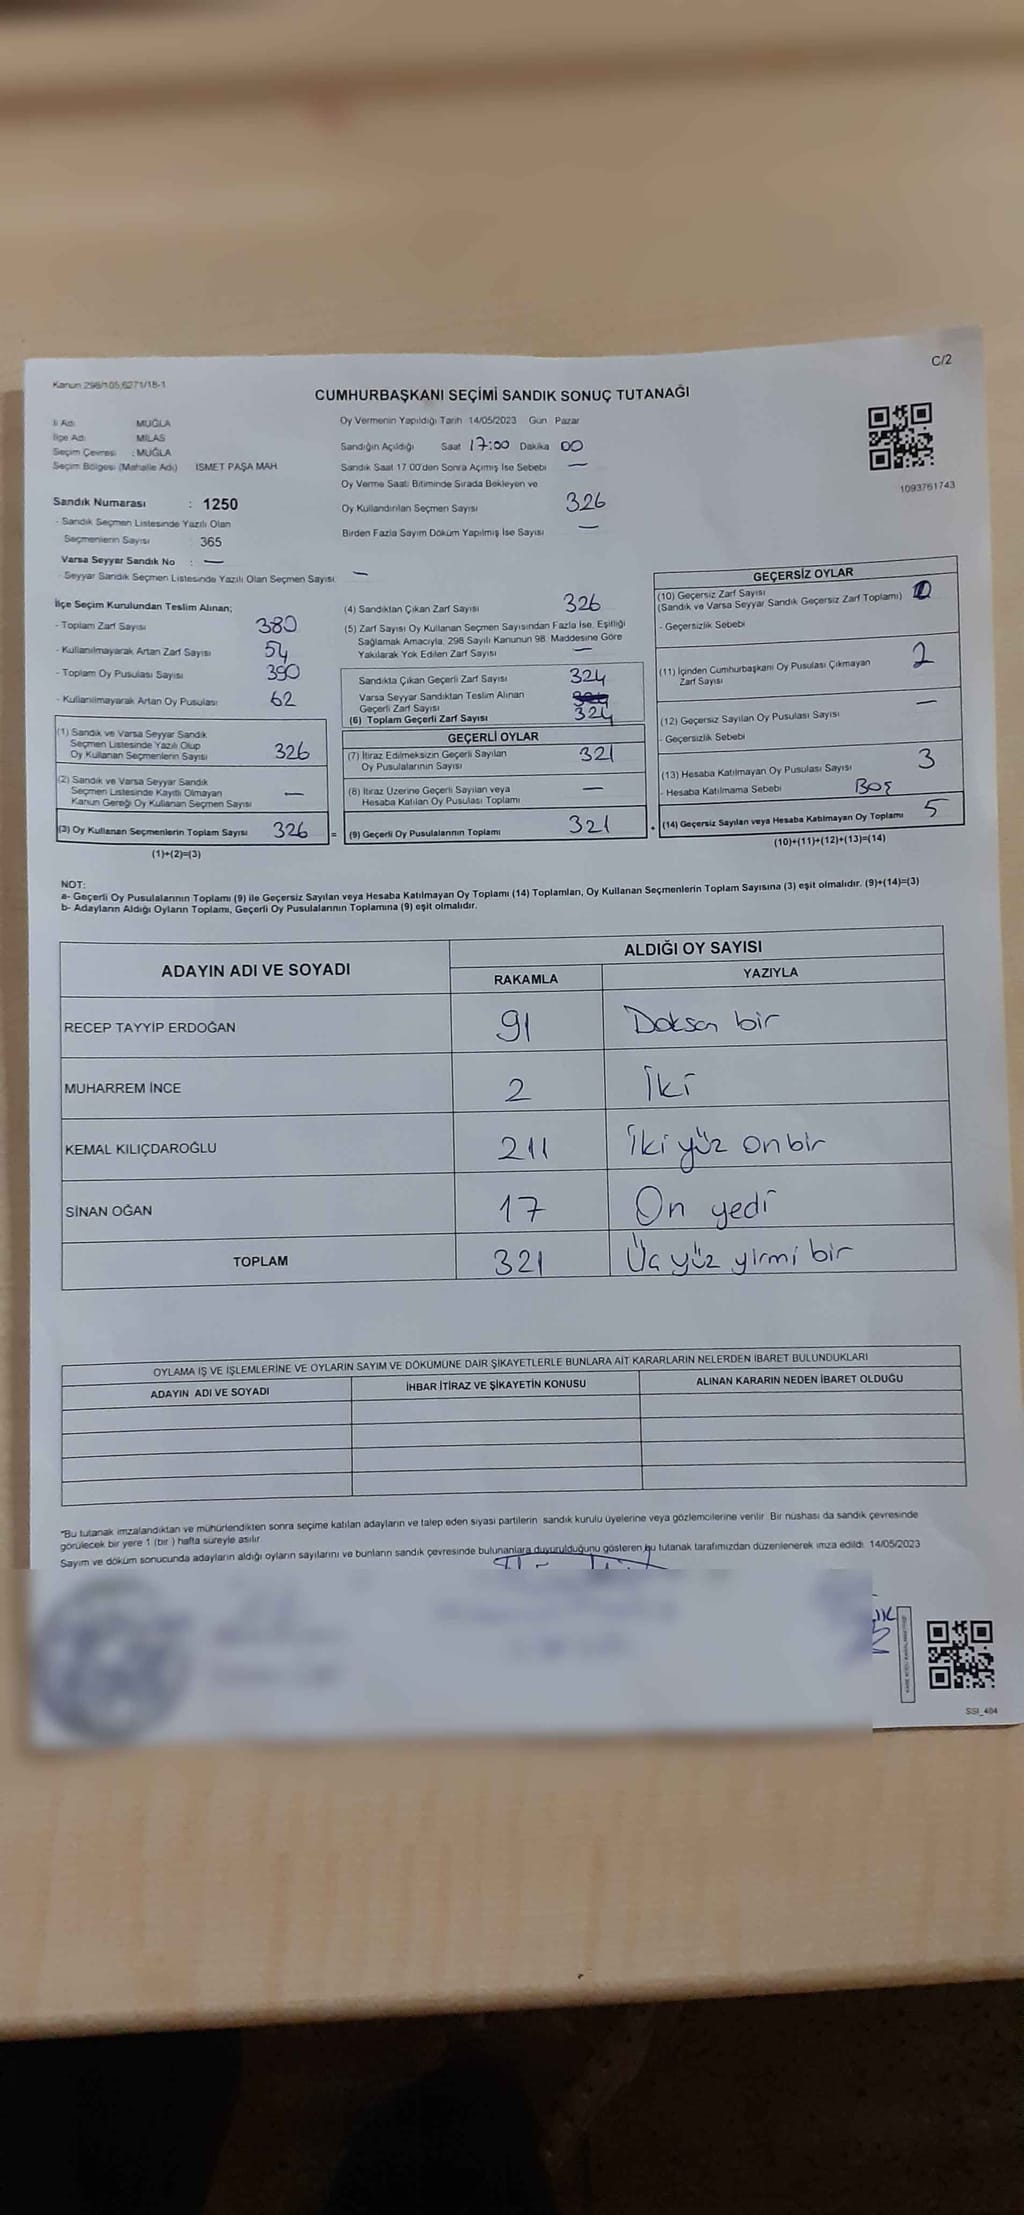 C/2
Kanun 298/105,6271/18-1
CUMHURBAŞKANI SEÇİMİ SANDIK SONUÇ TUTANAĞI
İl Adı : MUĞLA
İlçe Adı : MİLAS
Seçim Çevresi : MUĞLA
Seçim Bölgesi (Mahalle Adı) İSMET PAŞA MAH
Sandık Numarası : 1250
- Sandık Seçmen Listesinde Yazılı Olan
Seçmenlerin Sayısı 365
Varsa Seyyar Sandık No : —
- Seyyar Sandık Seçmen Listesinde Yazılı Olan Seçmen Sayısı —
Oy Vermenin Yapıldığı Tarih 14/05/2023 Gün Pazar
Sandığın Açıldığı Saat 17:00 Dakika 00
Sandık Saat 17.00'den Sonra Açımış İse Sebebi —
Oy Verme Saati Bitiminde Sırada Bekleyen ve
Oy Kullandırılan Seçmen Sayısı 326
Birden Fazla Sayım Döküm Yapılmış İse Sayısı —
1093761743
İlçe Seçim Kurulundan Teslim Alınan;
- Toplam Zarf Sayısı 380
- Kullanılmayarak Artan Zarf Sayısı 54
- Toplam Oy Pusulası Sayısı 390
- Kullanılmayarak Artan Oy Pusulası 62
(1) Sandık ve Varsa Seyyar Sandık
Seçmen Listesinde Yazılı Olup
Oy Kullanan Seçmenlerin Sayısı 326
(2) Sandık ve Varsa Seyyar Sandık
Seçmen Listesinde Kayıtlı Olmayan
Kanun Gereği Oy Kullanan Seçmen Sayısı —
(3) Oy Kullanan Seçmenlerin Toplam Sayısı 326
(1)+(2)=(3)
(4) Sandıktan Çıkan Zarf Sayısı 326
(5) Zarf Sayısı Oy Kullanan Seçmen Sayısından Fazla İse, Eşitliği
Sağlamak Amacıyla, 298 Sayılı Kanunun 98. Maddesine Göre
Yakılarak Yok Edilen Zarf Sayısı —
Sandıkta Çıkan Geçerli Zarf Sayısı 324
Varsa Seyyar Sandıktan Teslim Alınan
Geçerli Zarf Sayısı
(6) Toplam Geçerli Zarf Sayısı 324
GEÇERLİ OYLAR
(7) İtiraz Edilmeksizin Geçerli Sayılan
Oy Pusulalarının Sayısı 321
(8) İtiraz Üzerine Geçerli Sayılan veya
Hesaba Katılan Oy Pusulası Toplamı —
= (9) Geçerli Oy Pusulalarının Toplamı 321
GEÇERSİZ OYLAR
(10) Geçersiz Zarf Sayısı
(Sandık ve Varsa Seyyar Sandık Geçersiz Zarf Toplamı) 0
- Geçersizlik Sebebi
(11) İçinden Cumhurbaşkanı Oy Pusulası Çıkmayan
Zarf Sayısı 2
(12) Geçersiz Sayılan Oy Pusulası Sayısı —
- Geçersizlik Sebebi
(13) Hesaba Katılmayan Oy Pusulası Sayısı 3
- Hesaba Katılmama Sebebi Boş
+ (14) Geçersiz Sayılan veya Hesaba Katılmayan Oy Toplamı 5
(10)+(11)+(12)+(13)=(14)
NOT:
a- Geçerli Oy Pusulalarının Toplamı (9) ile Geçersiz Sayılan veya Hesaba Katılmayan Oy Toplamı (14) Toplamları, Oy Kullanan Seçmenlerin Toplam Sayısına (3) eşit olmalıdır. (9)+(14)=(3)
b- Adayların Aldığı Oyların Toplamı, Geçerli Oy Pusulalarının Toplamına (9) eşit olmalıdır.
ADAYIN ADI VE SOYADI
ALDIĞI OY SAYISI
RAKAMLA YAZIYLA
RECEP TAYYİP ERDOĞAN 91 Doksan bir
MUHARREM İNCE 2 İki
KEMAL KILIÇDAROĞLU 211 İki yüz on bir
SİNAN OĞAN 17 On yedi
TOPLAM 321 Üç yüz yirmi bir
OYLAMA İŞ VE İŞLEMLERİNE VE OYLARIN SAYIM VE DÖKÜMÜNE DAİR ŞİKAYETLERLE BUNLARA AİT KARARLARIN NELERDEN İBARET BULUNDUKLARI
ADAYIN ADI VE SOYADI İHBAR İTİRAZ VE ŞİKAYETİN KONUSU ALINAN KARARIN NEDEN İBARET OLDUĞU
*Bu tutanak imzalandıktan ve mühürlendikten sonra seçime katılan adayların ve talep eden siyasi partilerin sandık kurulu üyelerine veya gözlemcilerine verilir. Bir nüshası da sandık çevresinde
görülecek bir yere 1 (bir ) hafta süreyle asılır.
Sayım ve döküm sonucunda adayların aldığı oyların sayılarını ve bunların sandık çevresinde bulunanlara duyurulduğunu gösteren bu tutanak tarafımızdan düzenlenerek imza edildi. 14/05/2023
SSI_404